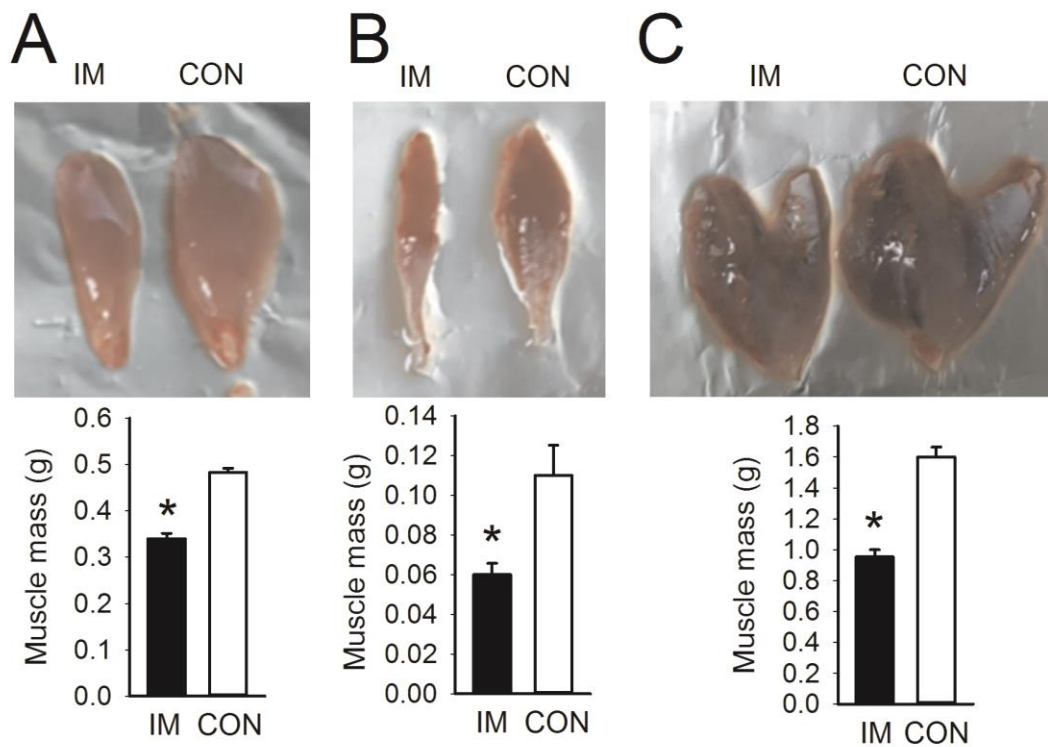 A
B
C
IM CON
IM CON
IM CON
Muscle mass (g)
0.6
0.5
0.4
0.3
0.2
0.1
0.0
*
IM CON
Muscle mass (g)
0.14
0.12
0.10
0.08
0.06
0.04
0.02
0.00
*
IM CON
Muscle mass (g)
1.8
1.6
1.4
1.2
1.0
0.8
0.6
0.4
0.2
0.0
*
IM CON